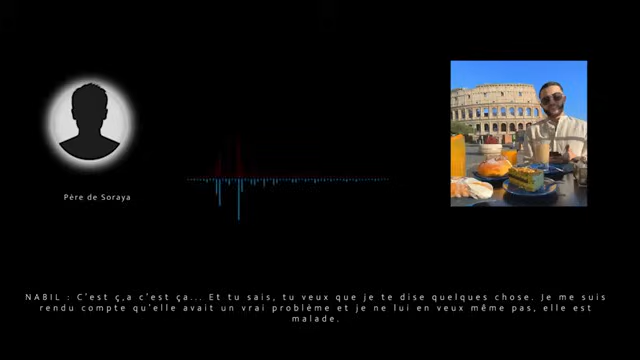 Père de Soraya
NABIL : C'est ç,a c'est ça... Et tu sais, tu veux que je te dise quelques chose. Je me suis
rendu compte qu'elle avait un vrai problème et je ne lui en veux même pas, elle est
malade.